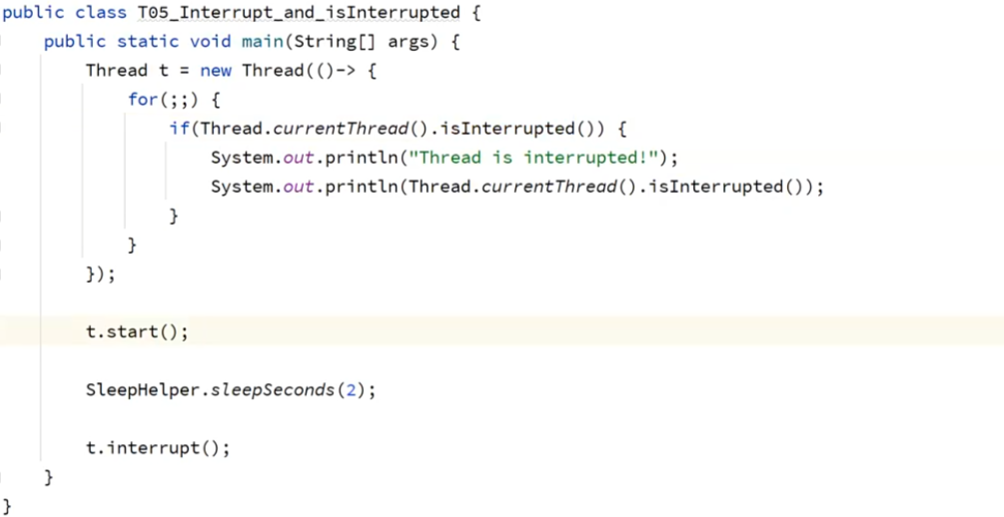 public class T05_Interrupt_and_isInterrupted {
    public static void main(String[] args) {
        Thread t = new Thread(()-> {
            for(;;) {
                if(Thread.currentThread().isInterrupted()) {
                    System.out.println("Thread is interrupted!");
                    System.out.println(Thread.currentThread().isInterrupted());
                }
            }
        });
        t.start();
        SleepHelper.sleepSeconds(2);
        t.interrupt();
    }
}